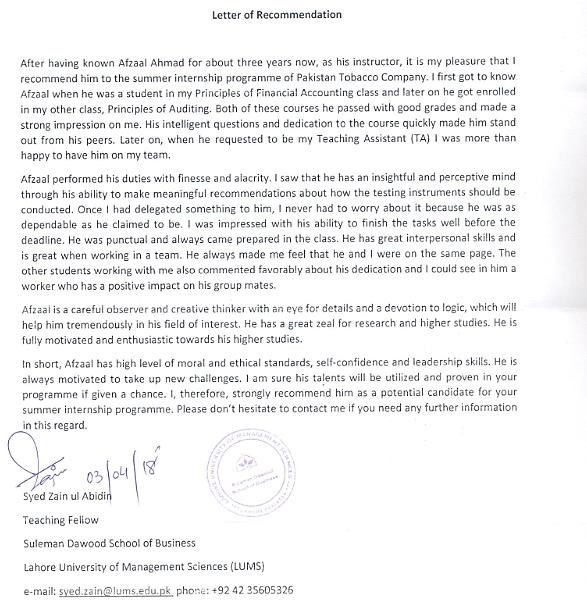 Letter of Recommendation
After having known Afzaal Ahmad for about three years now, as his instructor, it is my pleasure that I
recommend him to the summer internship programme of Pakistan Tobacco Company. I first got to know
Afzaal when he was a student in my Principles of Financial Accounting class and later on he got enrolled
in my other class, Principles of Auditing. Both of these courses he passed with good grades and made a
strong impression on me. His intelligent questions and dedication to the course quickly made him stand
out from his peers. Later on, when he requested to be my Teaching Assistant (TA) I was more than
happy to have him on my team.
Afzaal performed his duties with finesse and alacrity. I saw that he has an insightful and perceptive mind
through his ability to make meaningful recommendations about how the testing instruments should be
conducted. Once I had delegated something to him, I never had to worry about it because he was as
dependable as he claimed to be. I was impressed with his ability to finish the tasks well before the
deadline. He was punctual and always came prepared in the class. He has great interpersonal skills and
is great when working in a team. He always made me feel that he and I were on the same page. The
other students working with me also commented favorably about his dedication and I could see in him a
worker who has a positive impact on his group mates.
Afzaal is a careful observer and creative thinker with an eye for details and a devotion to logic, which will
help him tremendously in his field of interest. He has a great zeal for research and higher studies. He is
fully motivated and enthusiastic towards his higher studies.
In short, Afzaal has high level of moral and ethical standards, self-confidence and leadership skills. He is
always motivated to take up new challenges. I am sure his talents will be utilized and proven in your
programme if given a chance. I, therefore, strongly recommend him as a potential candidate for your
summer internship programme. Please don't hesitate to contact me if you need any further information
in this regard.
03/04/18
LAHORE UNIVERSITY OF MANAGEMENT SCIENCES
Suleman Dawood
School of Business
Syed Zain ul Abidin
Teaching Fellow
Suleman Dawood School of Business
Lahore University of Management Sciences (LUMS)
e-mail: syed.zain@lums.edu.pk phone: +92 42 35605326